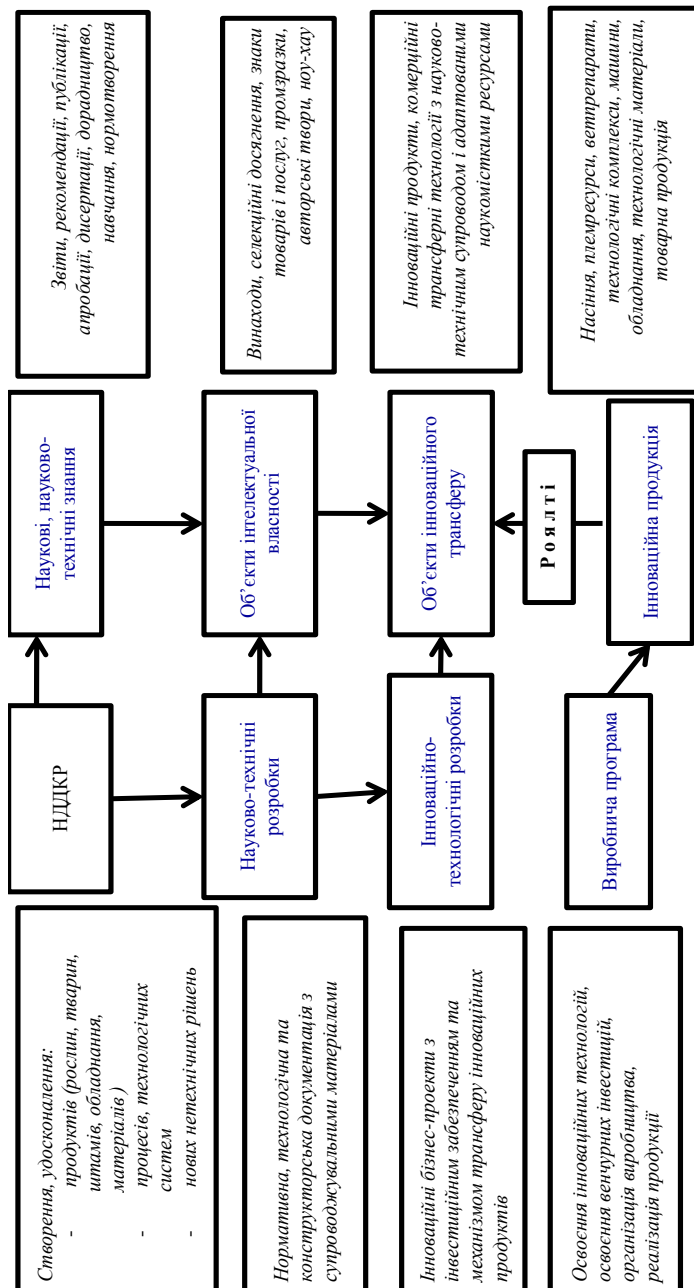 Створення, удосконалення:
- продуктів (рослин, тварин,
штамів, обладнання,
матеріалів )
- процесів, технологічних
систем
- нових нетехнічних рішень
НДДКР
Наукові, науково-
технічні знання
Звіти, рекомендації, публікації,
апробації, дисертації, дорадництво,
навчання, нормотворення
Нормативна, технологічна та
конструкторська документація з
супроводжувальними матеріалами
Науково-технічні
розробки
Об’єкти інтелектуальної
власності
Винаходи, селекційні досягнення, знаки
товарів і послуг, промзразки,
авторські твори, ноу-хау
Інноваційні бізнес-проекти з
інвестиційним забезпеченням та
механізмом трансферу інноваційних
продуктів
Інноваційно-
технологічні розробки
Об’єкти інноваційного
трансферу
Інноваційні продукти, комерційні
трансферні технології з науково-
технічним супроводом і адаптованими
наукомісткими ресурсами
Роялті
Освоєння інноваційних технологій,
освоєння венчурних інвестицій,
організація виробництва,
реалізація продукції
Виробнича програма
Інноваційна продукція
Насіння, племресурси, ветпрепарати,
технологічні комплекси, машини,
обладнання, технологічні матеріали,
товарна продукція